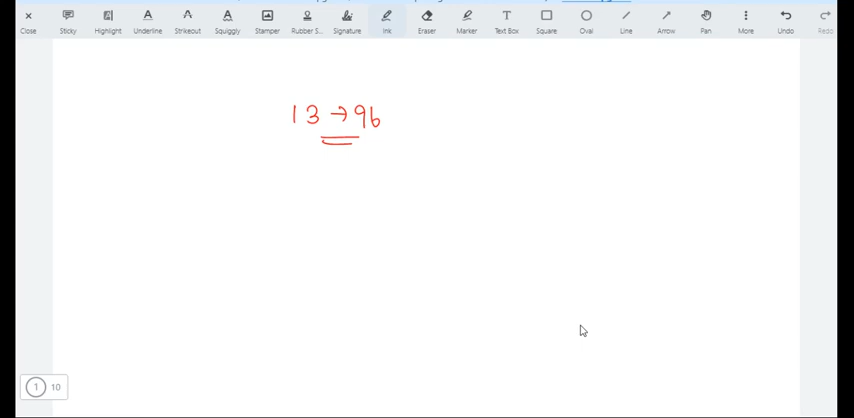 Close Sticky Highlight Underline Strikeout Squiggly Stamper Rubber S... Signature Ink Eraser Marker Text Box Square Oval Line Arrow Pan More Undo Redo
13 → 96
1 10